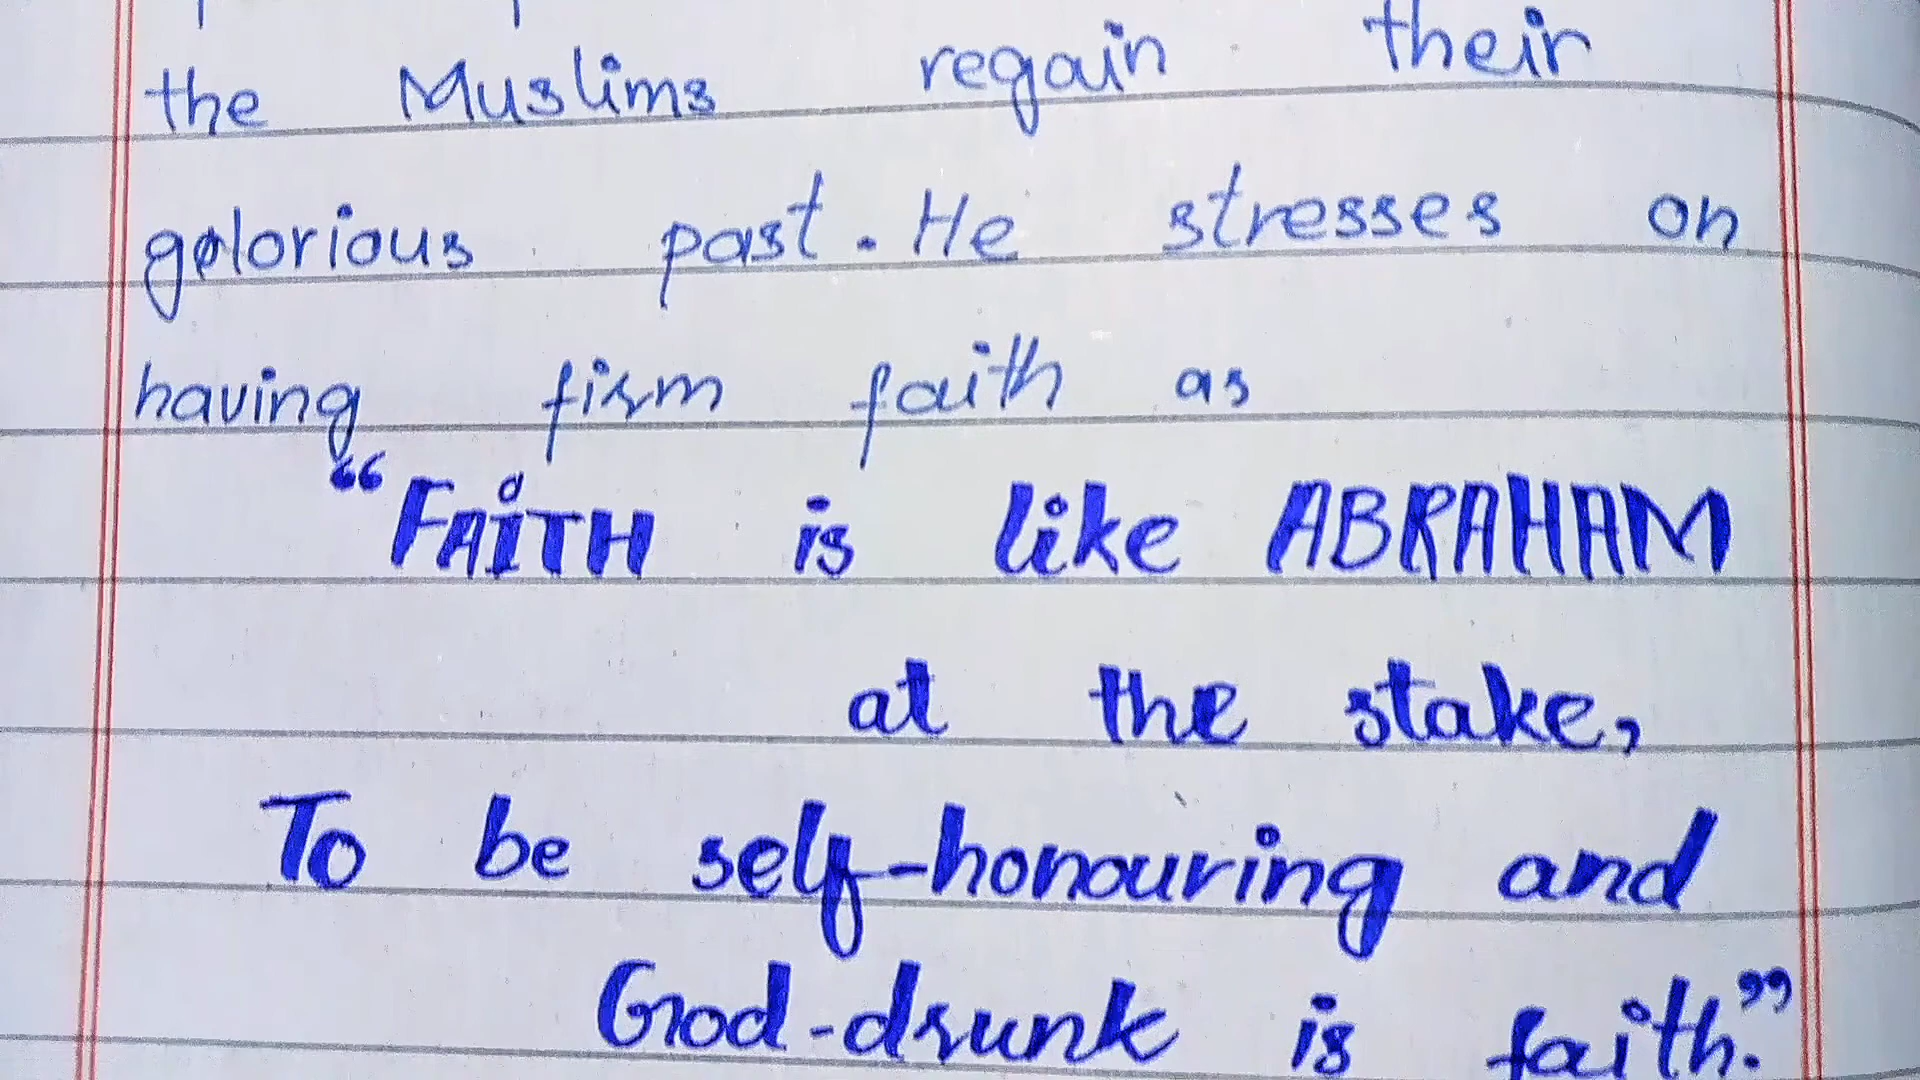 the Muslims regain their
gelorious past. He stresses on
having firm faith as
"FAITH is like ABRAHAM
at the stake,
To be self-honouring and
God-drunk is faith."